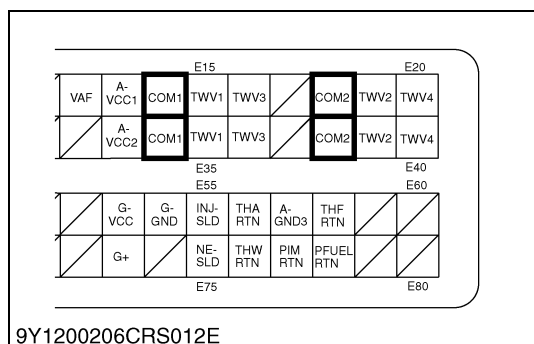 E15 E20
VAF A-VCC1 COM1 TWV1 TWV3 COM2 TWV2 TWV4
A-VCC2 COM1 TWV1 TWV3 COM2 TWV2 TWV4
E35 E40
E55 E60
G-VCC G-GND INJ-SLD THA RTN A-GND3 THF RTN
G+ NE-SLD THW RTN PIM RTN PFUEL RTN
E75 E80
9Y1200206CRS012E